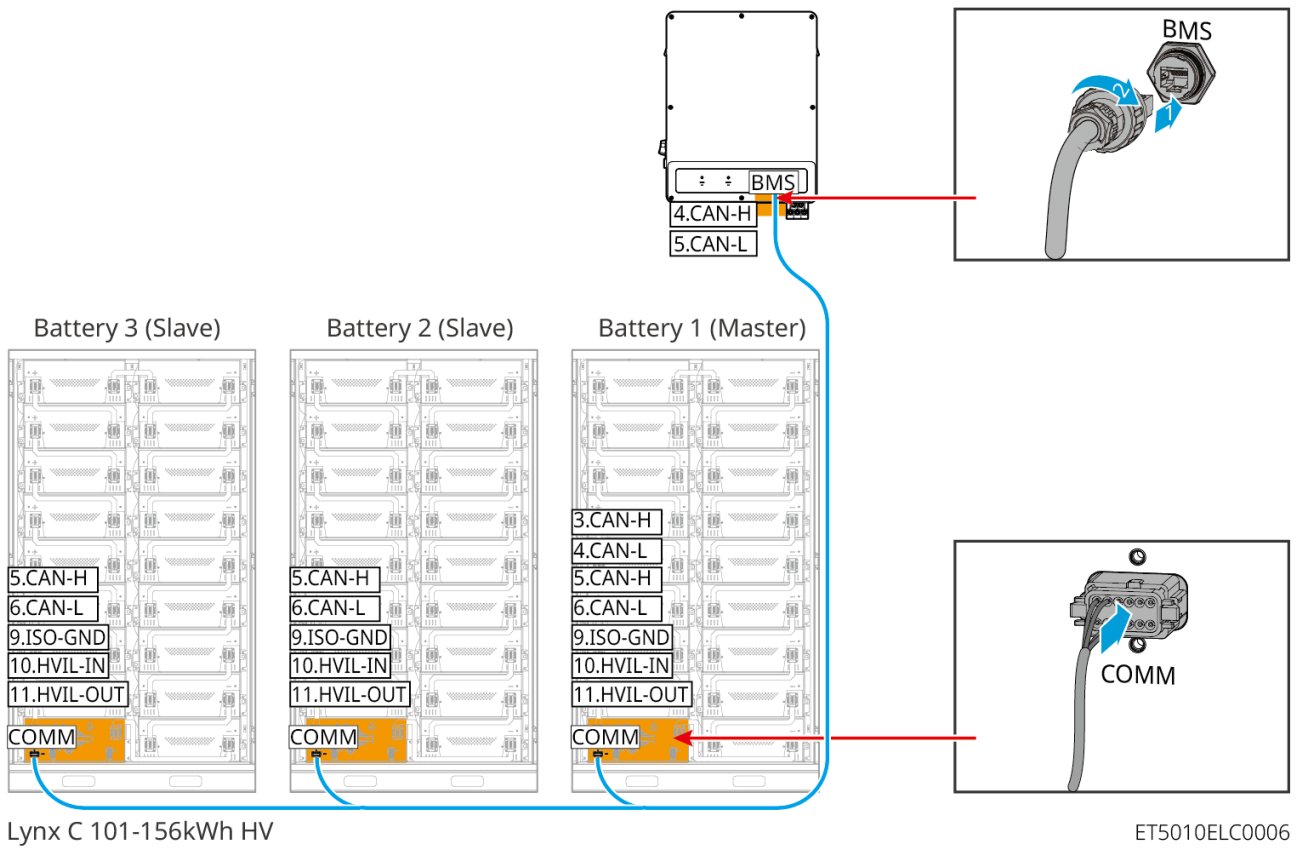 BMS
2
1
BMS
4.CAN-H
5.CAN-L
Battery 3 (Slave)
Battery 2 (Slave)
Battery 1 (Master)
3.CAN-H
4.CAN-L
5.CAN-H
6.CAN-L
9.ISO-GND
10.HVIL-IN
11.HVIL-OUT
COMM
5.CAN-H
6.CAN-L
9.ISO-GND
10.HVIL-IN
11.HVIL-OUT
COMM
5.CAN-H
6.CAN-L
9.ISO-GND
10.HVIL-IN
11.HVIL-OUT
COMM
COMM
Lynx C 101-156kWh HV
ET5010ELC0006